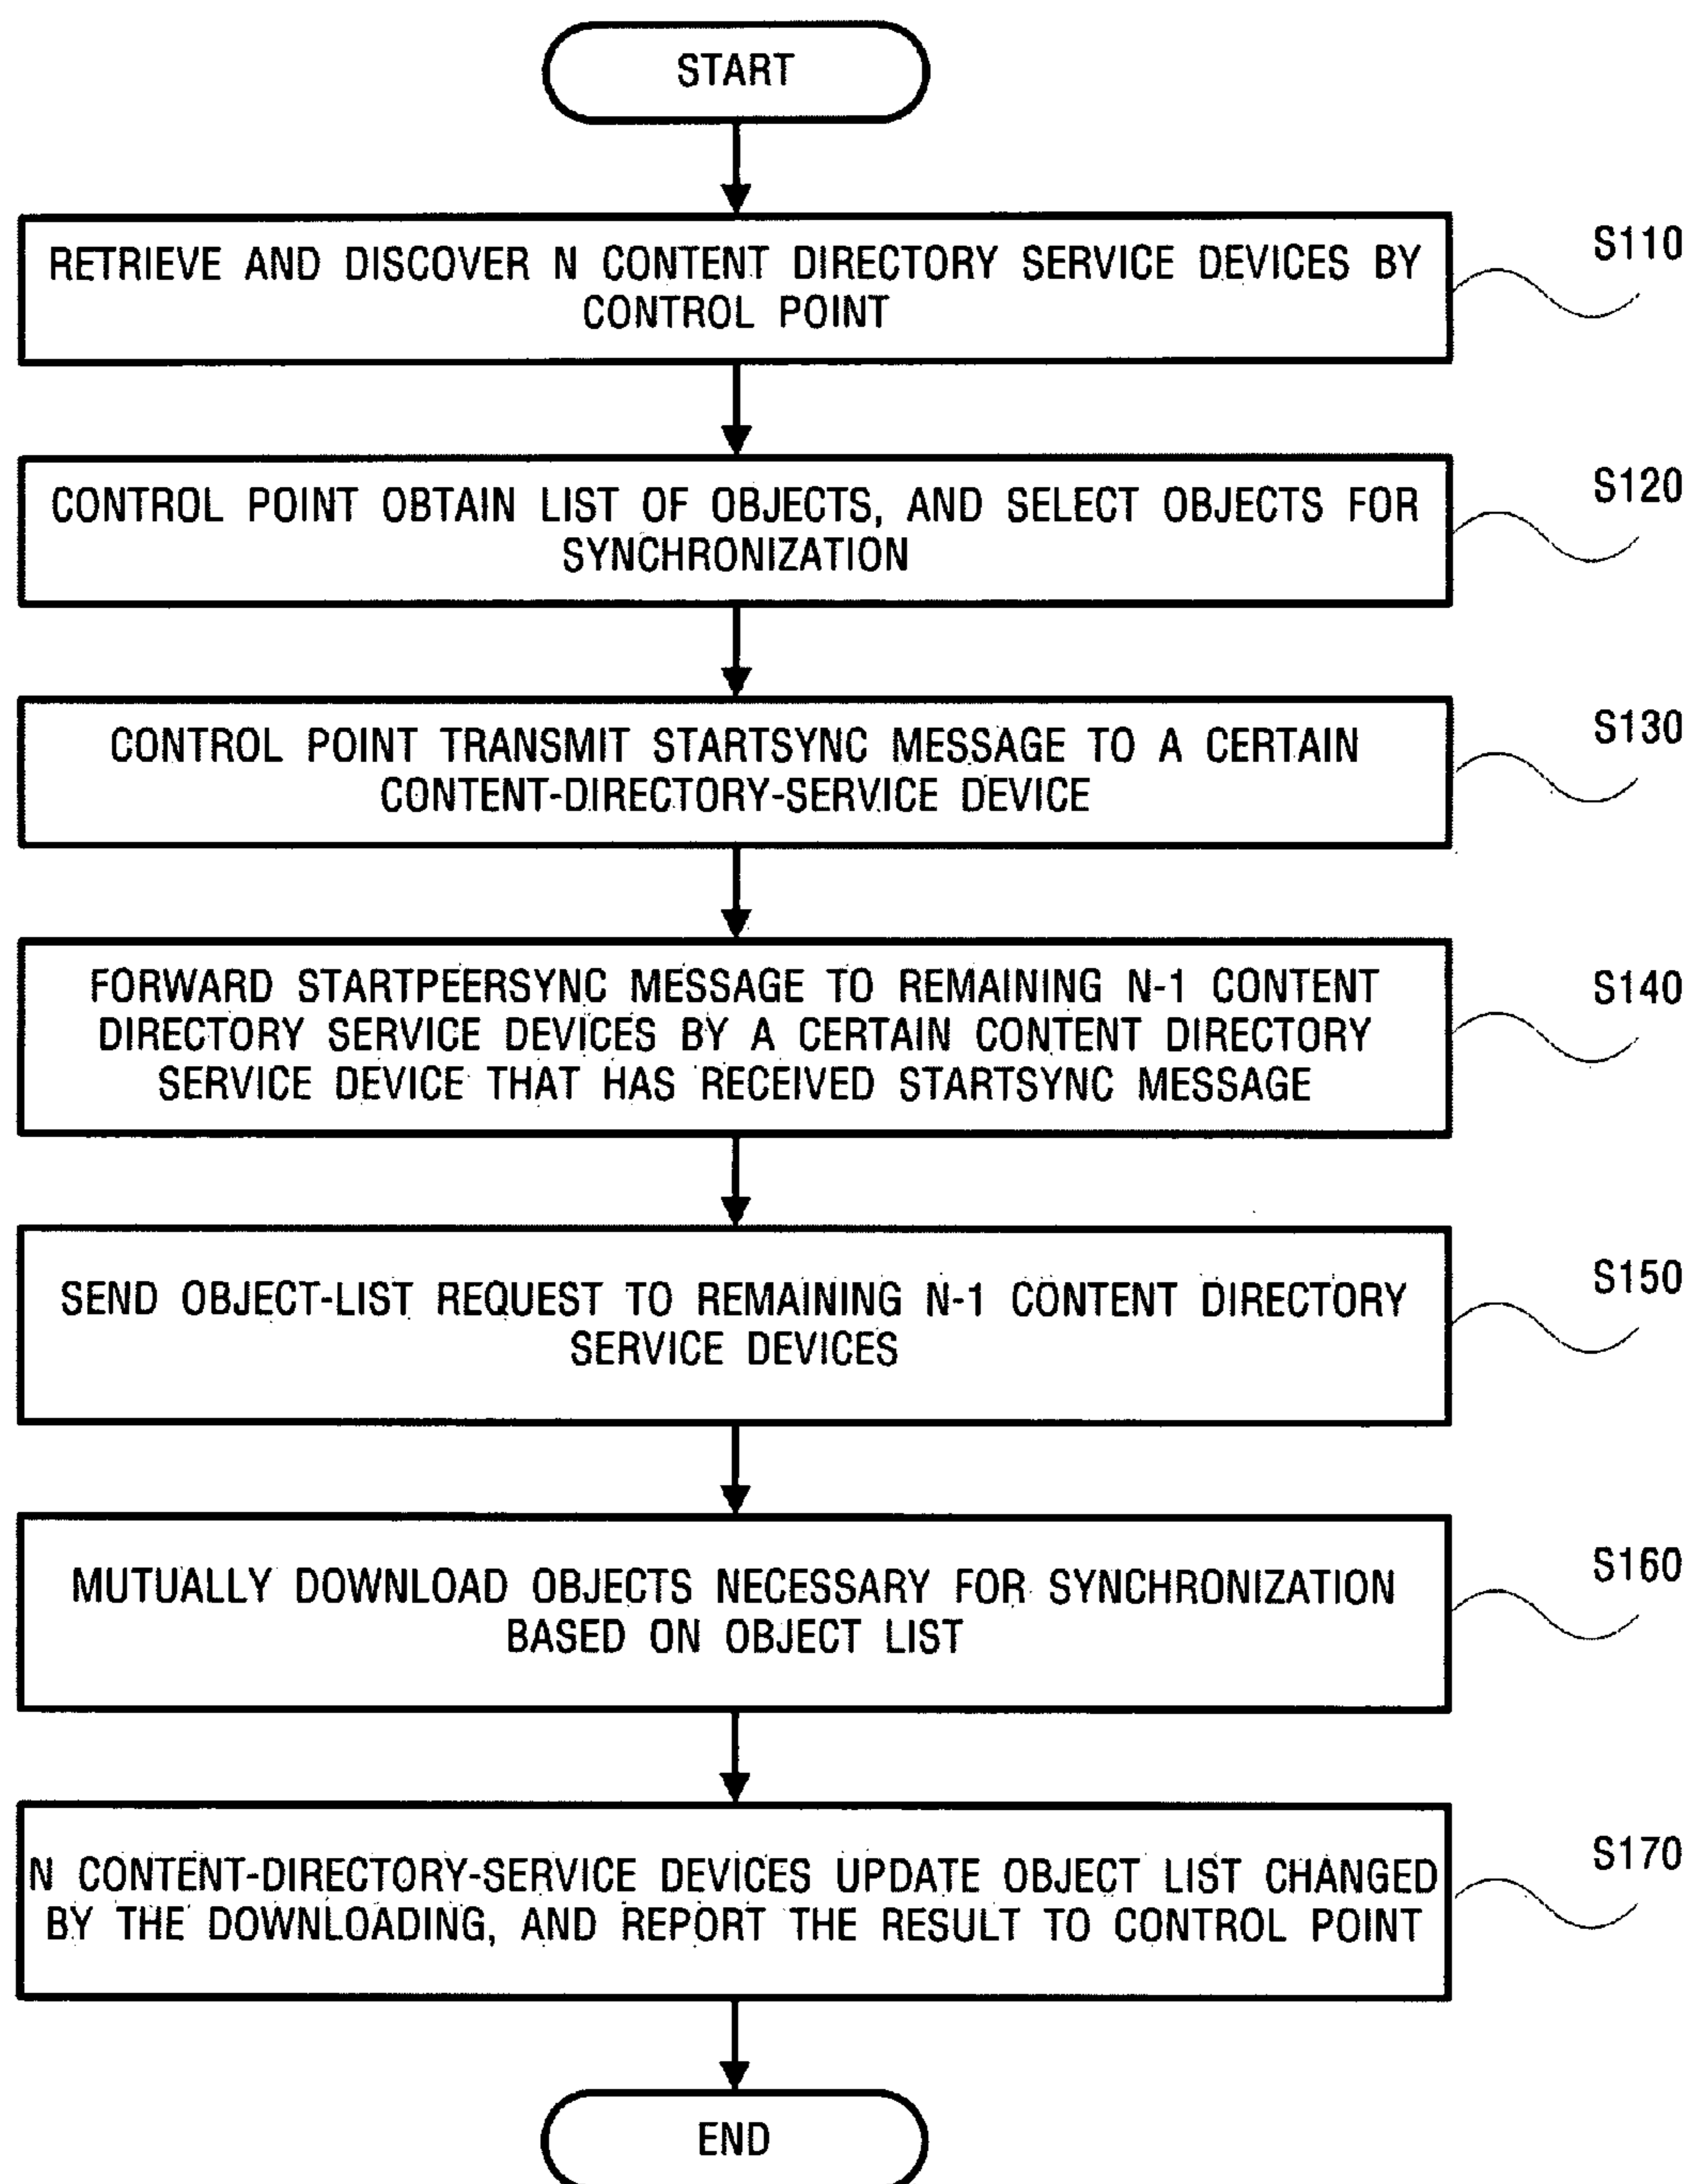 START
RETRIEVE AND DISCOVER N CONTENT DIRECTORY SERVICE DEVICES BY
CONTROL POINT
S110
CONTROL POINT OBTAIN LIST OF OBJECTS, AND SELECT OBJECTS FOR
SYNCHRONIZATION
S120
CONTROL POINT TRANSMIT STARTSYNC MESSAGE TO A CERTAIN
CONTENT-DIRECTORY-SERVICE DEVICE
S130
FORWARD STARTPEERSYNC MESSAGE TO REMAINING N-1 CONTENT
DIRECTORY SERVICE DEVICES BY A CERTAIN CONTENT DIRECTORY
SERVICE DEVICE THAT HAS RECEIVED STARTSYNC MESSAGE
S140
SEND OBJECT-LIST REQUEST TO REMAINING N-1 CONTENT DIRECTORY
SERVICE DEVICES
S150
MUTUALLY DOWNLOAD OBJECTS NECESSARY FOR SYNCHRONIZATION
BASED ON OBJECT LIST
S160
N CONTENT-DIRECTORY-SERVICE DEVICES UPDATE OBJECT LIST CHANGED
BY THE DOWNLOADING, AND REPORT THE RESULT TO CONTROL POINT
S170
END